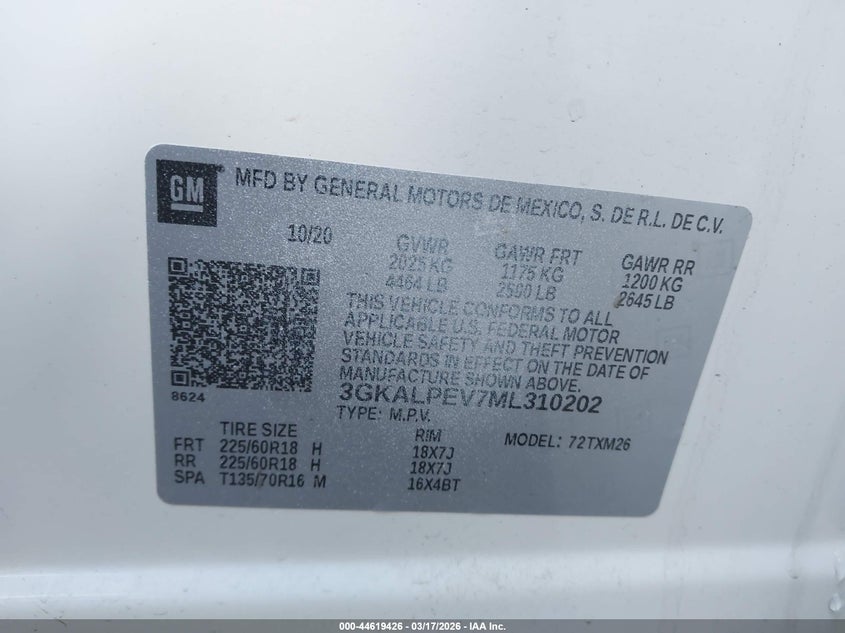 GM
MFD BY GENERAL MOTORS DE MEXICO, S. DE R.L. DE C.V.
10/20 GVWR GAWR FRT GAWR RR
2025 KG 1175 KG 1200 KG
4464 LB 2590 LB 2645 LB
THIS VEHICLE CONFORMS TO ALL
APPLICABLE U.S. FEDERAL MOTOR
VEHICLE SAFETY AND THEFT PREVENTION
STANDARDS IN EFFECT ON THE DATE OF
MANUFACTURE SHOWN ABOVE.
8624
3GKALPEV7ML310202
TYPE: M.P.V.
TIRE SIZE RIM MODEL: 72TXM26
FRT 225/60R18 H 18X7J
RR 225/60R18 H 18X7J
SPA T135/70R16 M 16X4BT
000-44619426 - 03/17/2026 - IAA Inc.